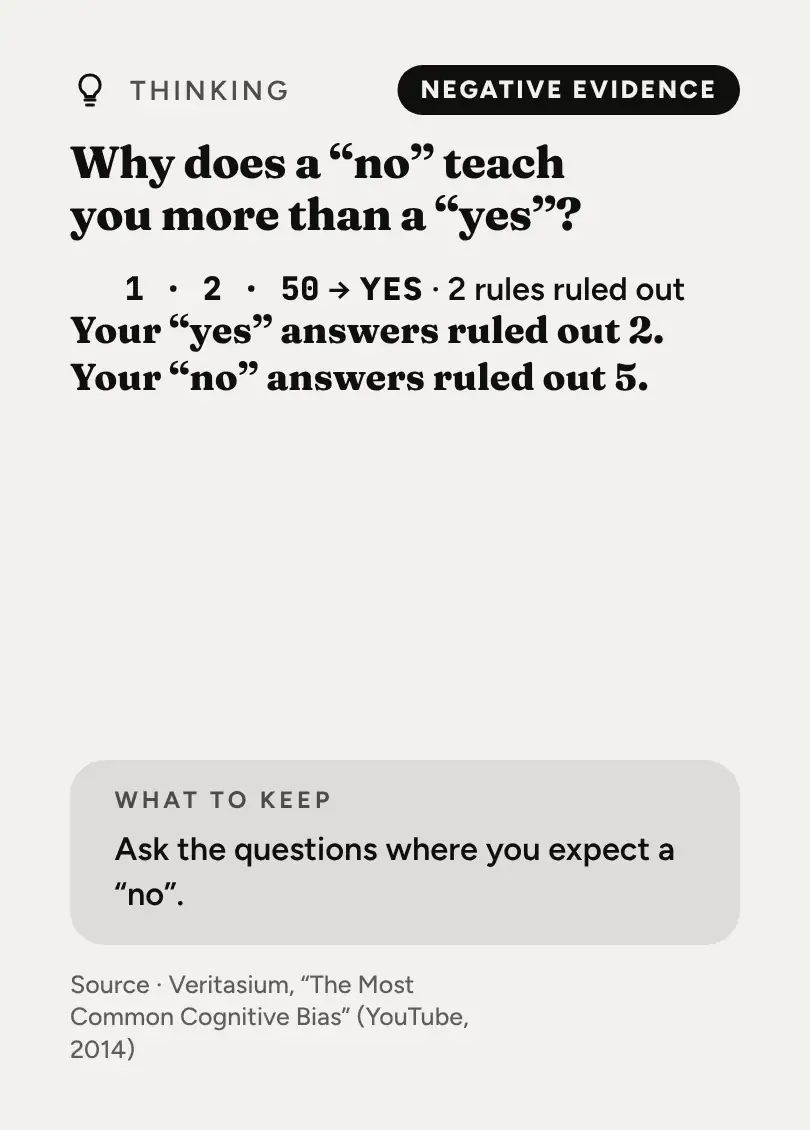 THINKING
NEGATIVE EVIDENCE
Why does a “no” teach
you more than a “yes”?
1 · 2 · 50 → YES · 2 rules ruled out
Your “yes” answers ruled out 2.
Your “no” answers ruled out 5.
WHAT TO KEEP
Ask the questions where you expect a
“no”.
Source · Veritasium, “The Most
Common Cognitive Bias” (YouTube,
2014)